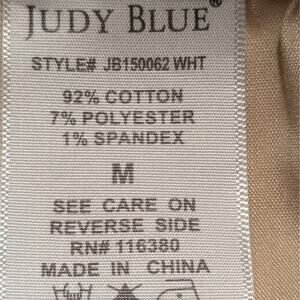 JUDY BLUE®
STYLE# JB150062 WHT
92% COTTON
7% POLYESTER
1% SPANDEX
M
SEE CARE ON
REVERSE SIDE
RN# 116380
MADE IN CHINA